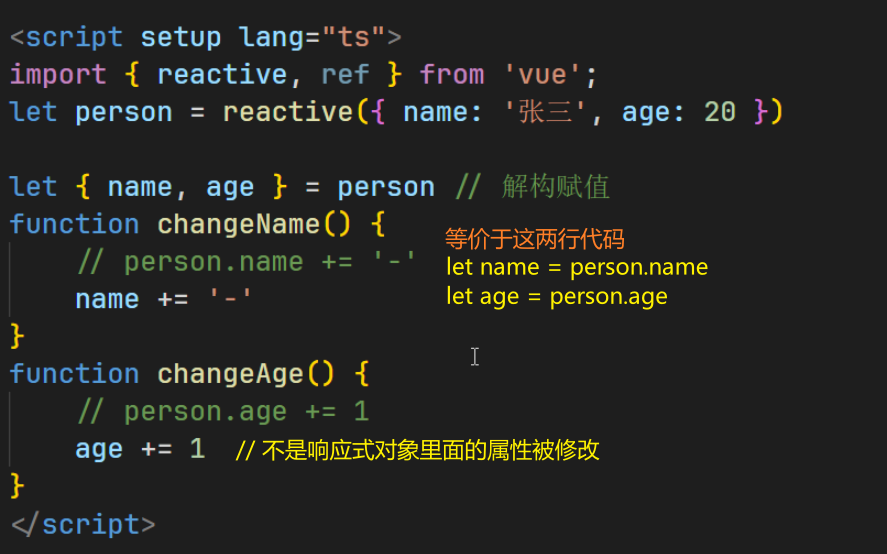 <script setup lang="ts">
import { reactive, ref } from 'vue';
let person = reactive({ name: '张三', age: 20 })
let { name, age } = person // 解构赋值
function changeName() {
// person.name += '-'
等价于这两行代码
let name = person.name
name += '-'
let age = person.age
}
function changeAge() {
// person.age += 1
age += 1 // 不是响应式对象里面的属性被修改
}
</script>